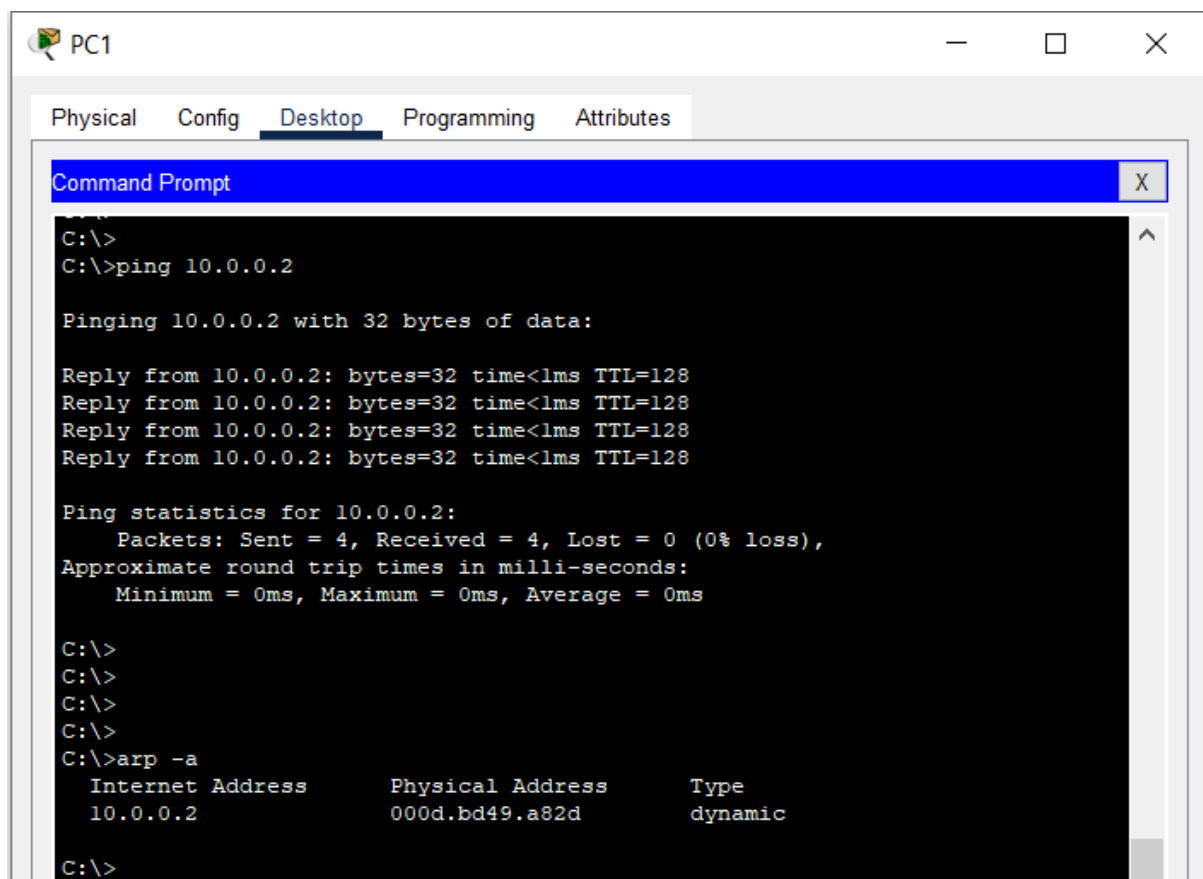 PC1
Physical Config Desktop Programming Attributes
Command Prompt X
C:\>
C:\>ping 10.0.0.2
Pinging 10.0.0.2 with 32 bytes of data:
Reply from 10.0.0.2: bytes=32 time<1ms TTL=128
Reply from 10.0.0.2: bytes=32 time<1ms TTL=128
Reply from 10.0.0.2: bytes=32 time<1ms TTL=128
Reply from 10.0.0.2: bytes=32 time<1ms TTL=128
Ping statistics for 10.0.0.2:
Packets: Sent = 4, Received = 4, Lost = 0 (0% loss),
Approximate round trip times in milli-seconds:
Minimum = 0ms, Maximum = 0ms, Average = 0ms
C:\>
C:\>
C:\>
C:\>
C:\>arp -a
Internet Address Physical Address Type
10.0.0.2 000d.bd49.a82d dynamic
C:\>